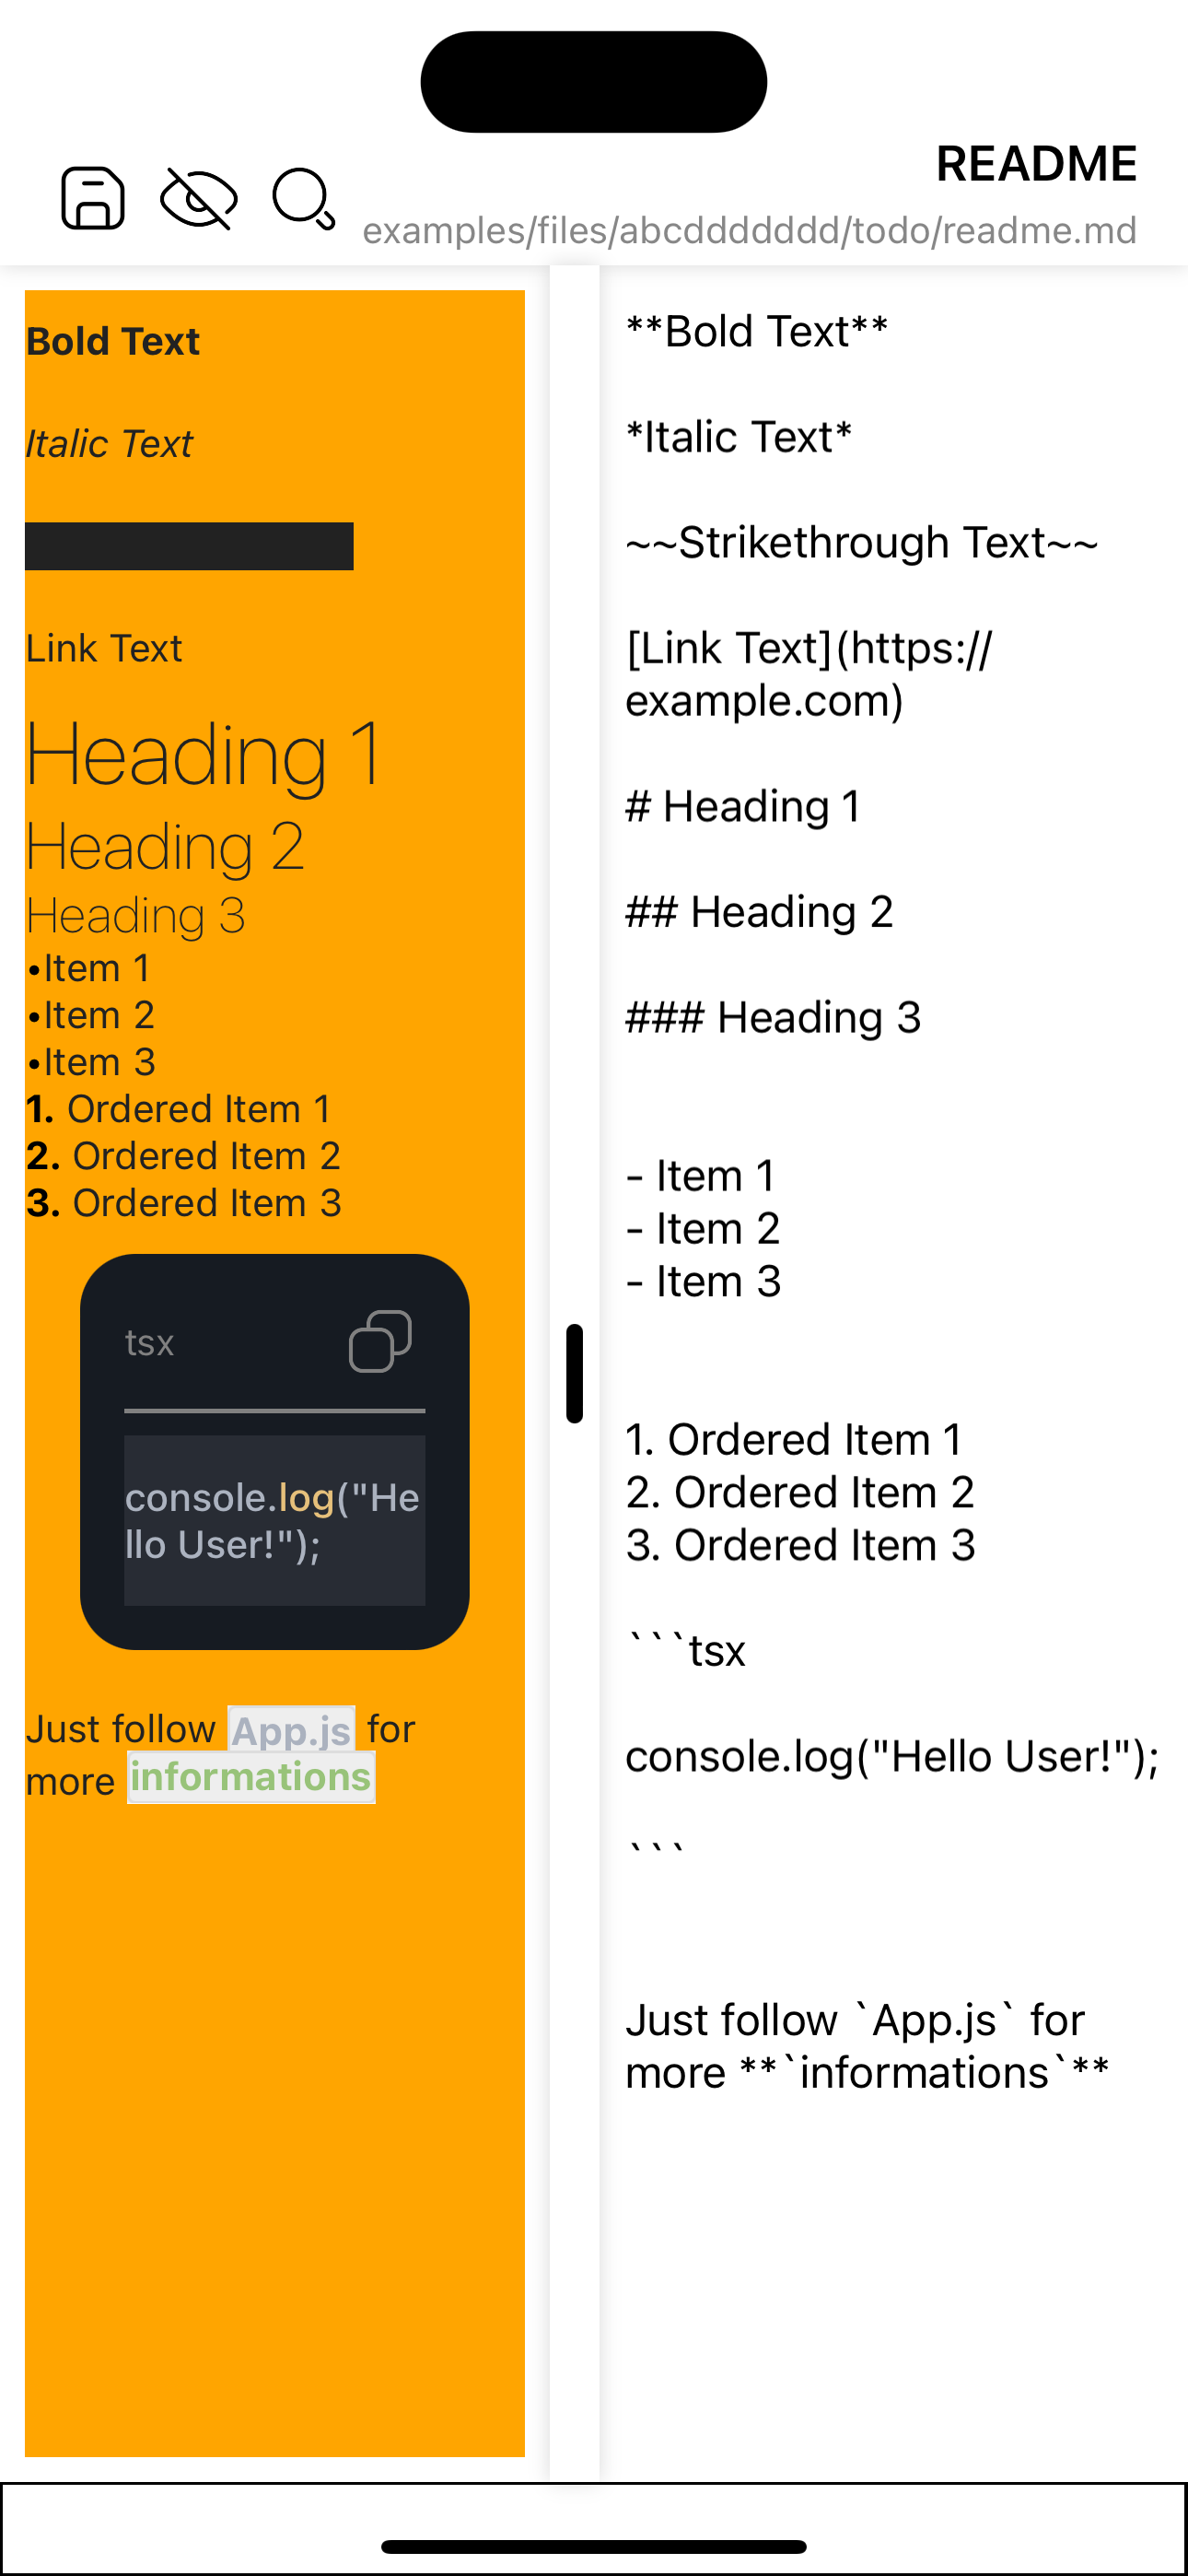 README
examples/files/abcddddddd/todo/readme.md
Bold Text
Italic Text
Link Text
Heading 1
Heading 2
Heading 3
•Item 1
•Item 2
•Item 3
1. Ordered Item 1
2. Ordered Item 2
3. Ordered Item 3
tsx
console.log("He
llo User!");
Just follow App.js for
more informations
**Bold Text**
*Italic Text*
~~Strikethrough Text~~
[Link Text](https://
example.com)
# Heading 1
## Heading 2
### Heading 3
- Item 1
- Item 2
- Item 3
1. Ordered Item 1
2. Ordered Item 2
3. Ordered Item 3
```tsx
console.log("Hello User!");
```
Just follow `App.js` for
more **`informations`**